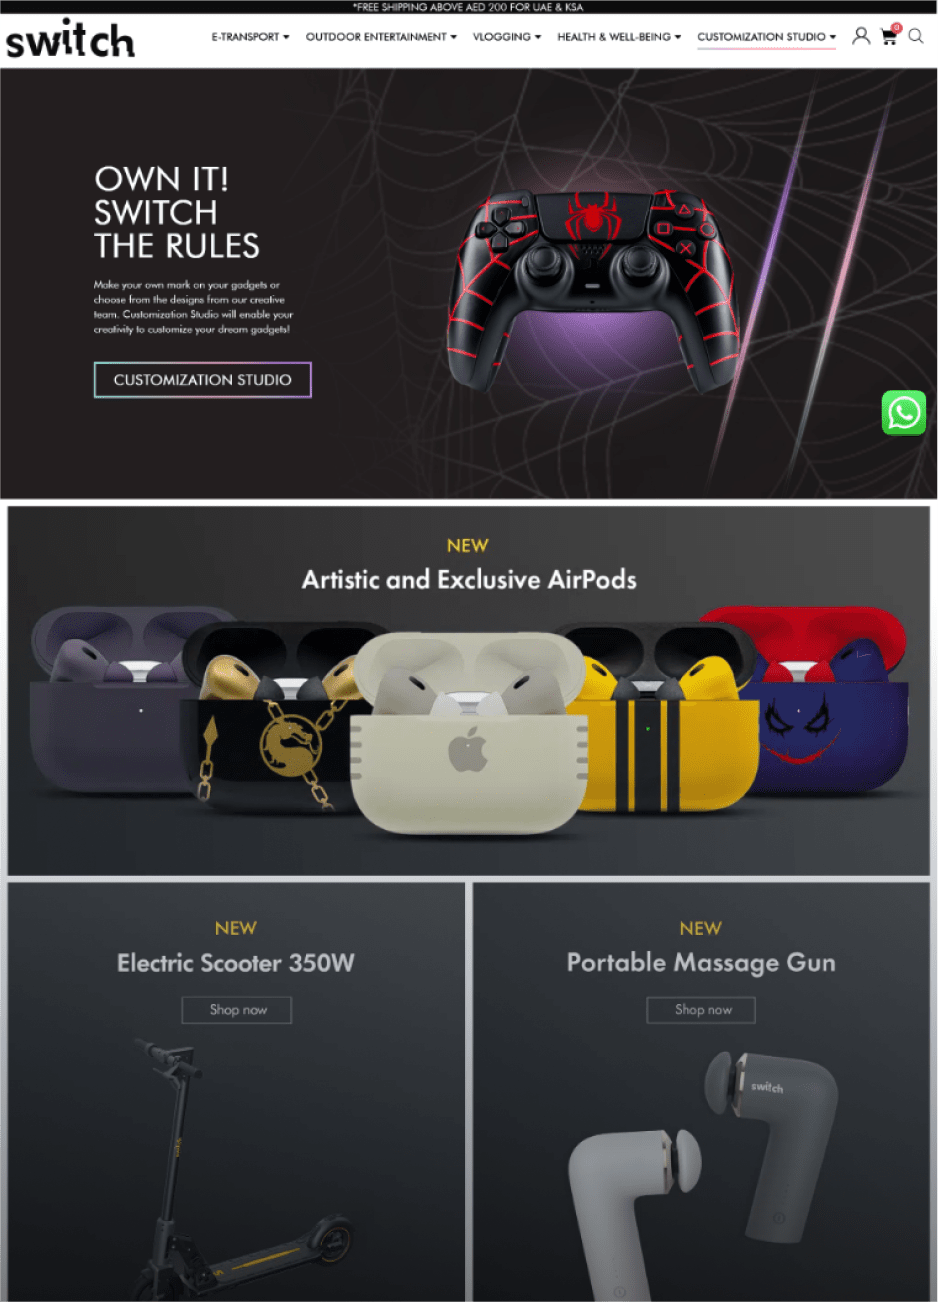 *FREE SHIPPING ABOVE AED 200 FOR UAE & KSA
switch
E-TRANSPORT
OUTDOOR ENTERTAINMENT
VLOGGING
HEALTH & WELL-BEING
CUSTOMIZATION STUDIO
0
OWN IT!
SWITCH
THE RULES
Make your own mark on your gadgets or
choose from the designs from our creative
team. Customization Studio will enable your
creativity to customize your dream gadgets!
CUSTOMIZATION STUDIO
NEW
Artistic and Exclusive AirPods
NEW
Electric Scooter 350W
Shop now
NEW
Portable Massage Gun
Shop now
switch